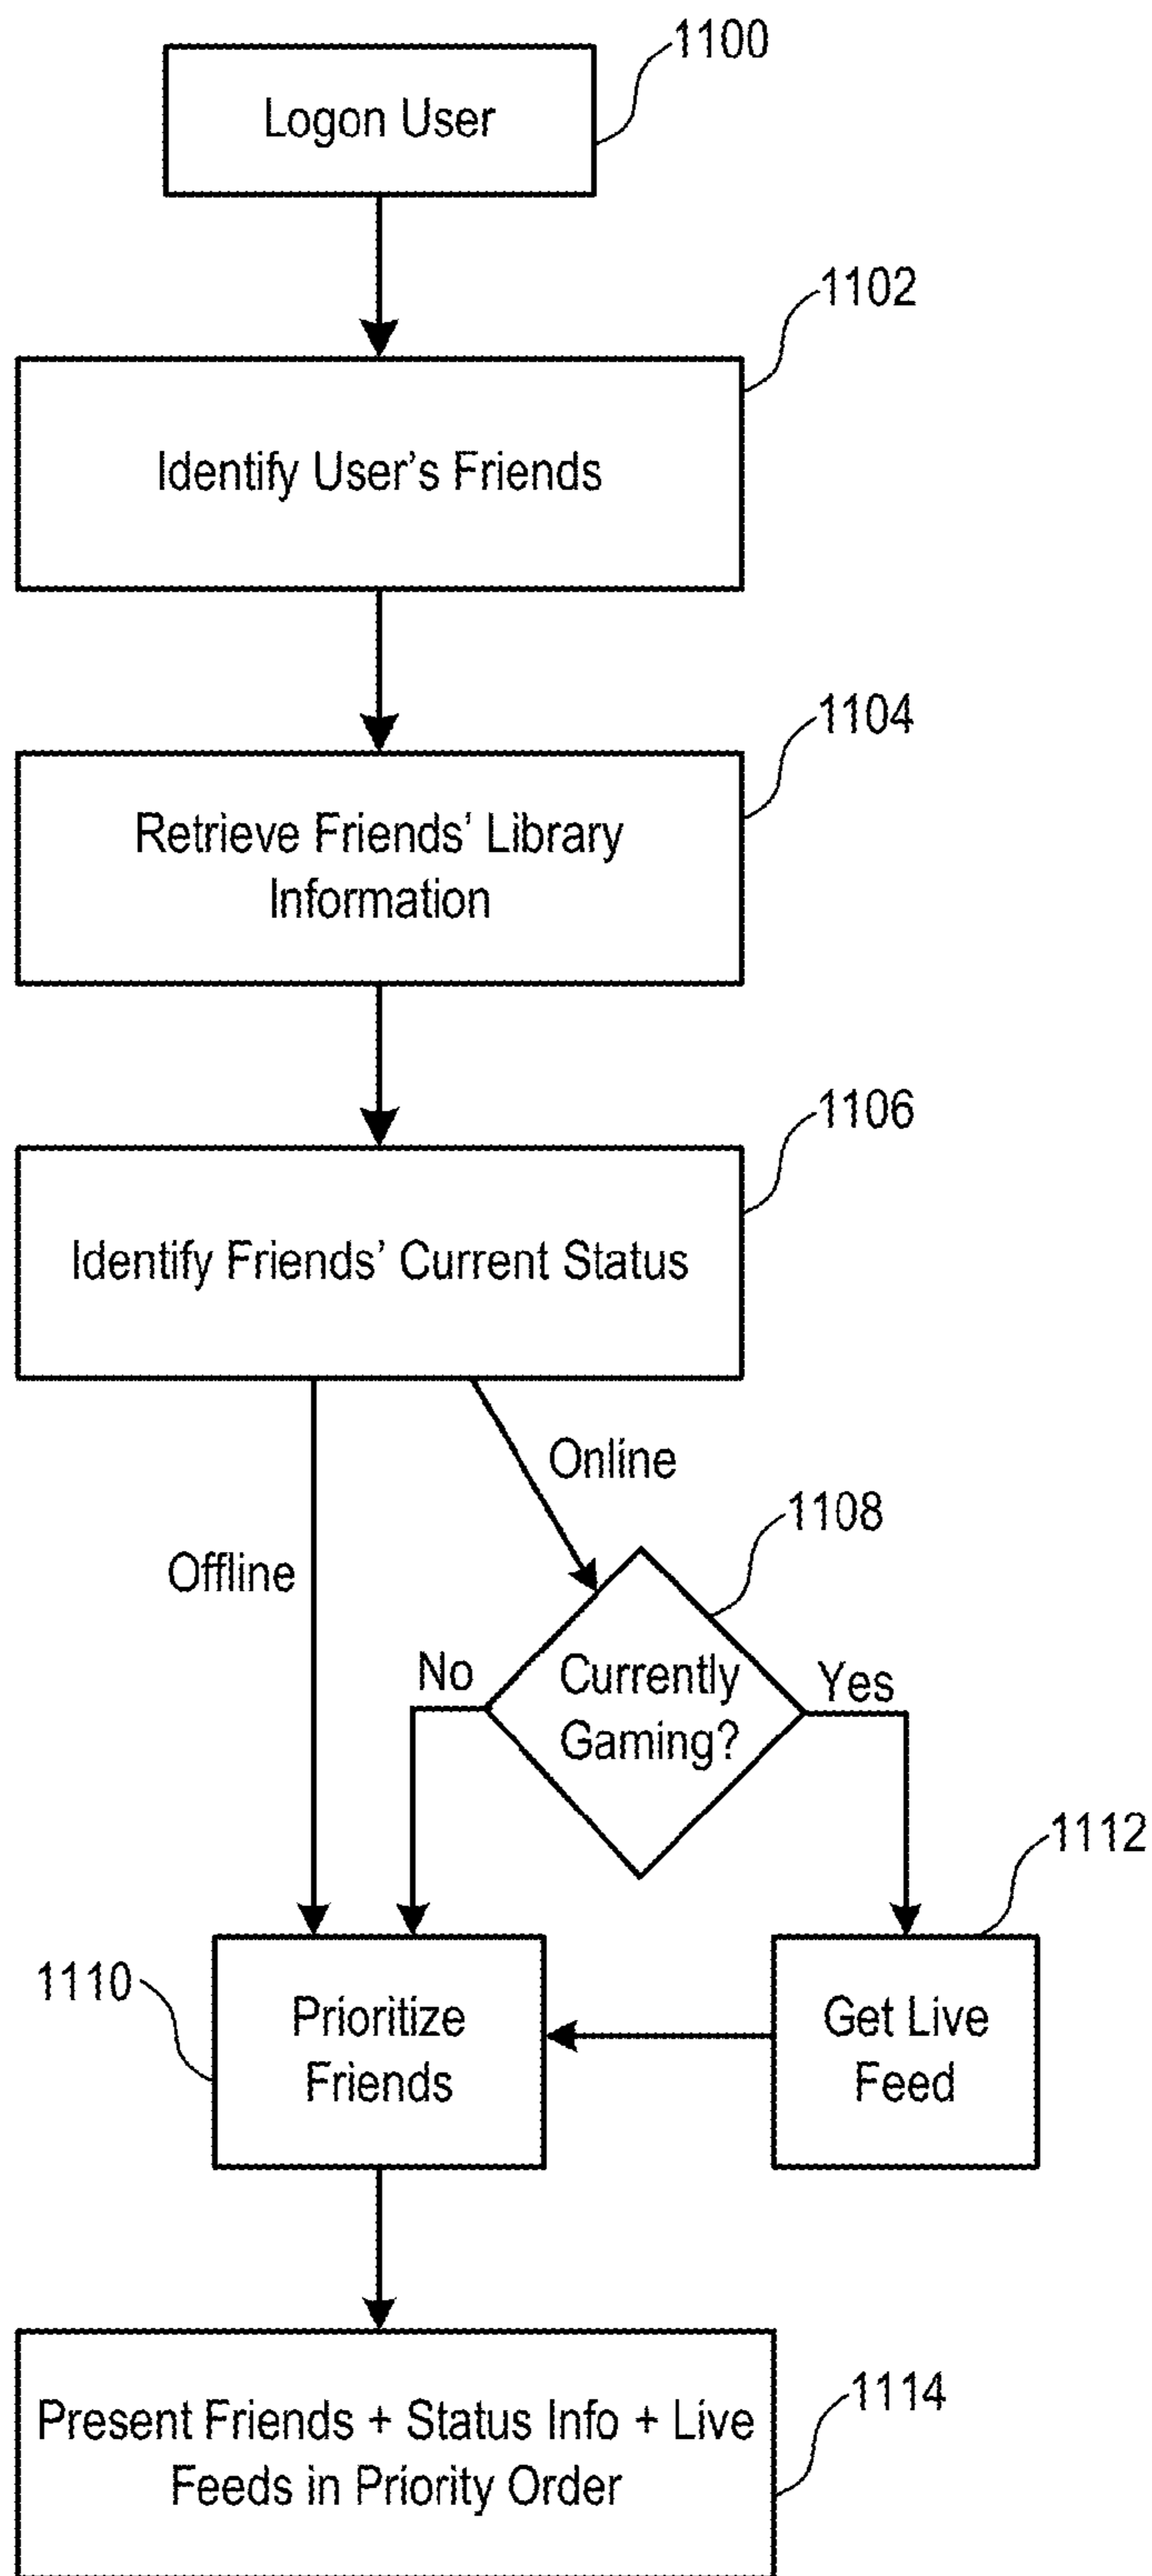 1100
Logon User
1102
Identify User's Friends
1104
Retrieve Friends' Library
Information
1106
Identify Friends' Current Status
Online
1108
Offline
No
Currently
Gaming?
Yes
1112
1110
Prioritize
Friends
Get Live
Feed
1114
Present Friends + Status Info + Live
Feeds in Priority Order